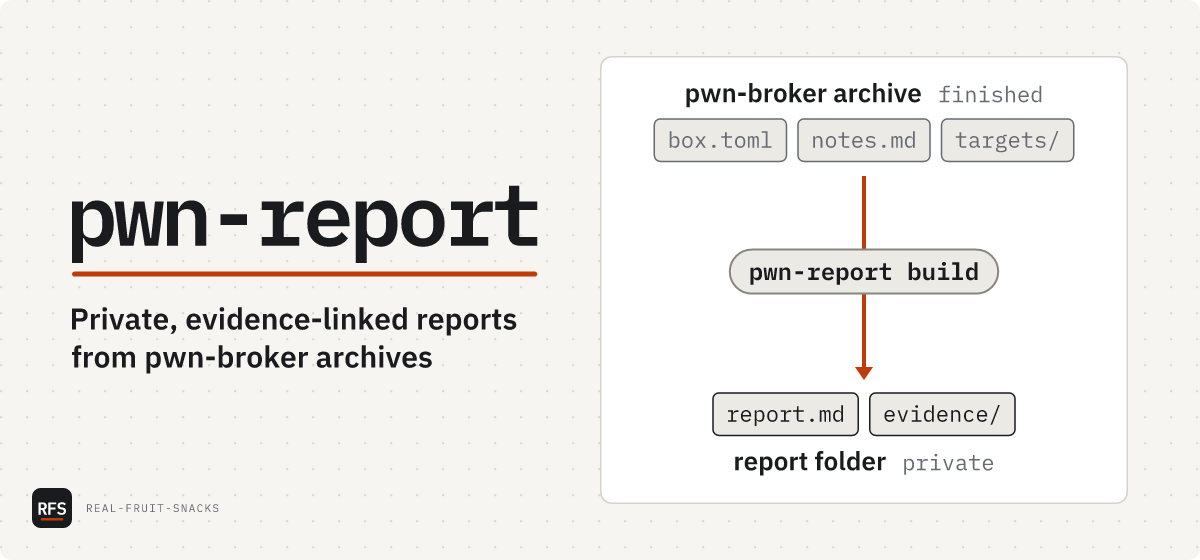 pwn-report
Private, evidence-linked reports
from pwn-broker archives
RFS
REAL-FRUIT-SNACKS
pwn-broker archive finished
box.toml notes.md targets/
pwn-report build
report.md evidence/
report folder private